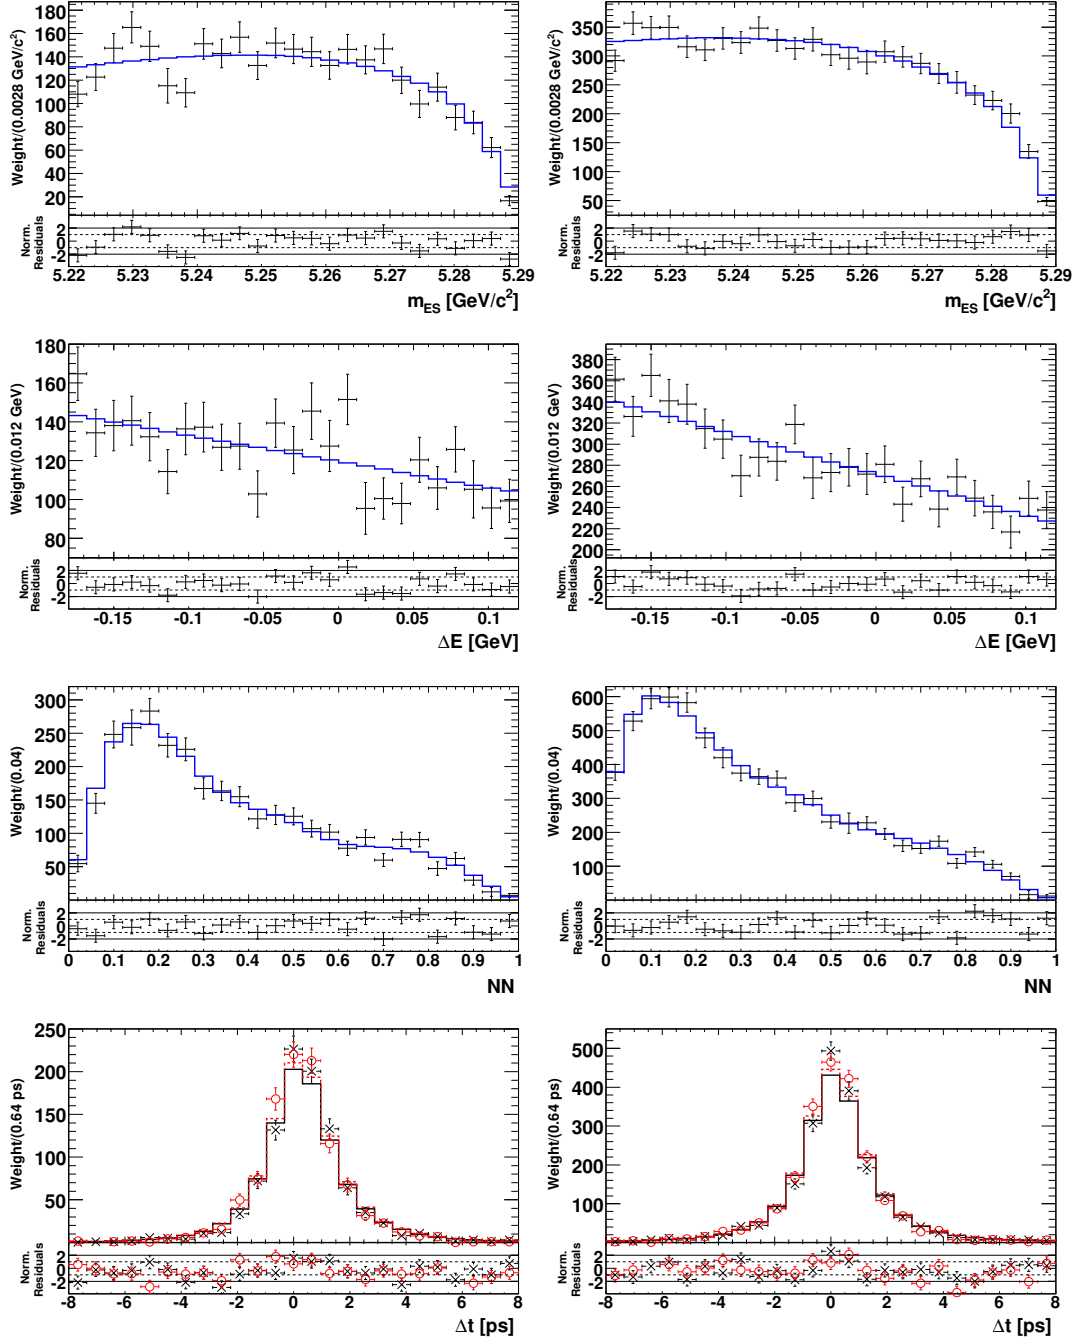 Weight/(0.0028 GeV/c²)
180
160
140
120
100
80
60
40
20
Norm.
Residuals
2
0
-2
5.22 5.23 5.24 5.25 5.26 5.27 5.28 5.29
m_ES [GeV/c²]
Weight/(0.0028 GeV/c²)
350
300
250
200
150
100
50
Norm.
Residuals
2
0
-2
5.22 5.23 5.24 5.25 5.26 5.27 5.28 5.29
m_ES [GeV/c²]
Weight/(0.012 GeV)
180
160
140
120
100
80
Norm.
Residuals
2
0
-2
-0.15 -0.1 -0.05 0 0.05 0.1
ΔE [GeV]
Weight/(0.012 GeV)
380
360
340
320
300
280
260
240
220
200
Norm.
Residuals
2
0
-2
-0.15 -0.1 -0.05 0 0.05 0.1
ΔE [GeV]
Weight/(0.04)
300
250
200
150
100
50
Norm.
Residuals
2
0
-2
0 0.1 0.2 0.3 0.4 0.5 0.6 0.7 0.8 0.9 1
NN
Weight/(0.04)
600
500
400
300
200
100
Norm.
Residuals
2
0
-2
0 0.1 0.2 0.3 0.4 0.5 0.6 0.7 0.8 0.9 1
NN
Weight/(0.64 ps)
250
200
150
100
50
Norm.
Residuals
2
0
-2
-8 -6 -4 -2 0 2 4 6 8
Δt [ps]
Weight/(0.64 ps)
500
400
300
200
100
Norm.
Residuals
2
0
-2
-8 -6 -4 -2 0 2 4 6 8
Δt [ps]